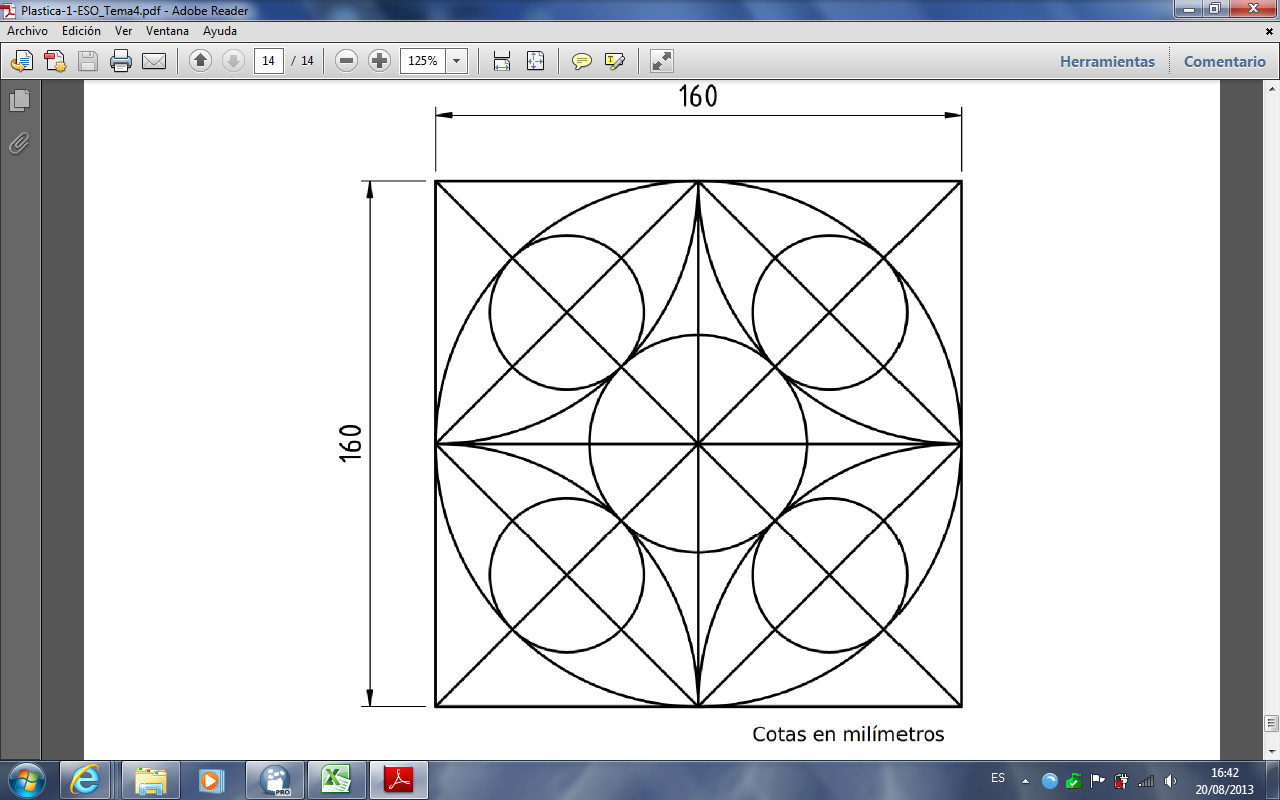 Plastica-1-ESO_Tema4.pdf - Adobe Reader
Archivo Edición Ver Ventana Ayuda
14 / 14 125% Herramientas Comentario
160
160
Cotas en milímetros
PRO
ES 16:42
20/08/2013